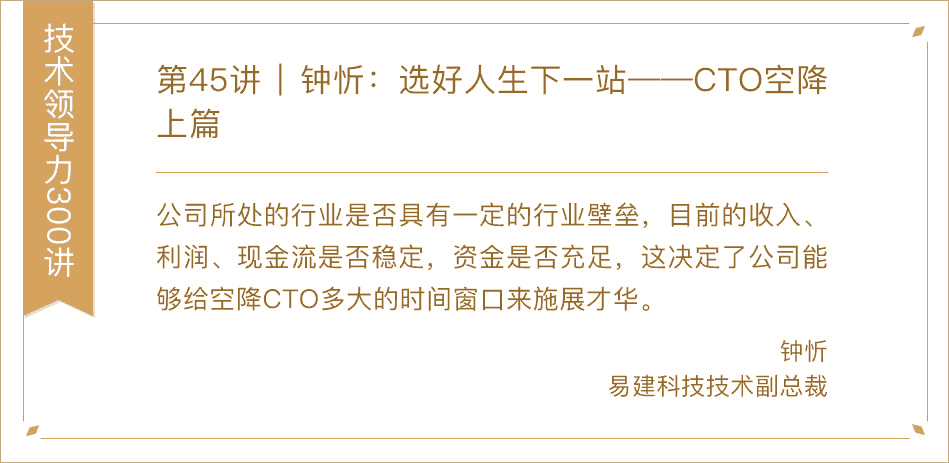 技术领导力300讲
第45讲 | 钟忻：选好人生下一站——CTO空降
上篇
公司所处的行业是否具有一定的行业壁垒，目前的收入、
利润、现金流是否稳定，资金是否充足，这决定了公司能
够给空降CTO多大的时间窗口来施展才华。
钟忻
易建科技技术副总裁